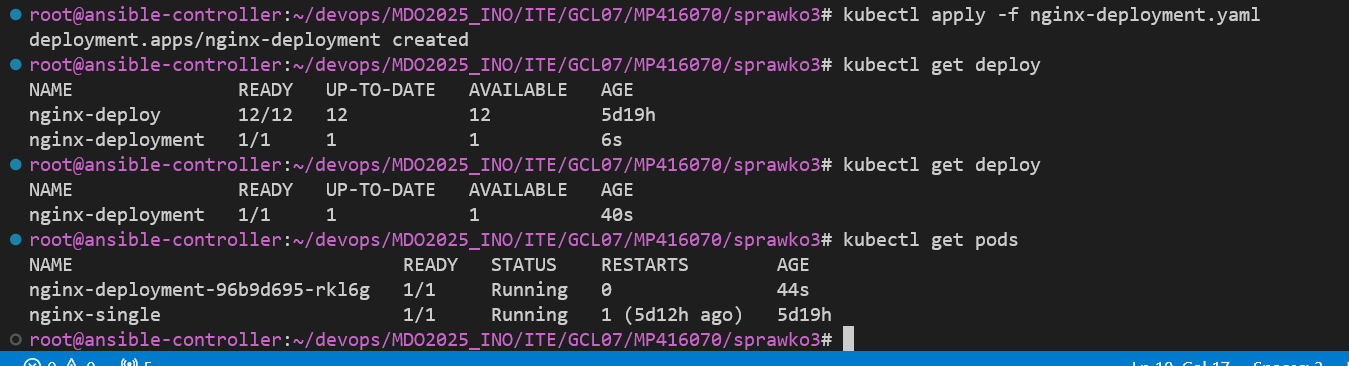 root@ansible-controller:~/devops/MDO2025_INO/ITE/GCL07/MP416070/sprawko3# kubectl apply -f nginx-deployment.yaml
deployment.apps/nginx-deployment created
root@ansible-controller:~/devops/MDO2025_INO/ITE/GCL07/MP416070/sprawko3# kubectl get deploy
NAME READY UP-TO-DATE AVAILABLE AGE
nginx-deploy 12/12 12 12 5d19h
nginx-deployment 1/1 1 1 6s
root@ansible-controller:~/devops/MDO2025_INO/ITE/GCL07/MP416070/sprawko3# kubectl get deploy
NAME READY UP-TO-DATE AVAILABLE AGE
nginx-deployment 1/1 1 1 40s
root@ansible-controller:~/devops/MDO2025_INO/ITE/GCL07/MP416070/sprawko3# kubectl get pods
NAME READY STATUS RESTARTS AGE
nginx-deployment-96b9d695-rkl6g 1/1 Running 0 44s
nginx-single 1/1 Running 1 (5d12h ago) 5d19h
root@ansible-controller:~/devops/MDO2025_INO/ITE/GCL07/MP416070/sprawko3#